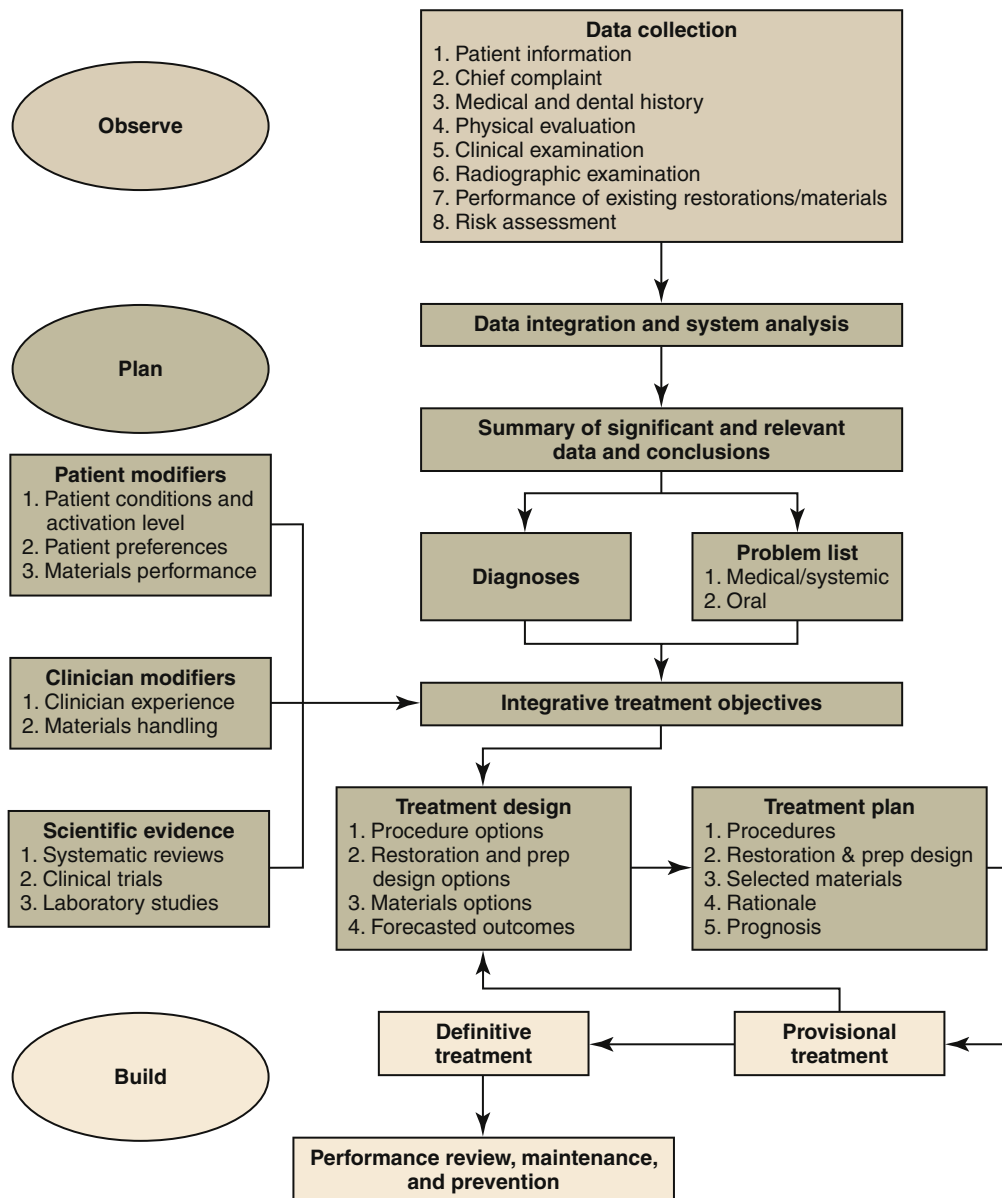 Observe
Data collection
1. Patient information
2. Chief complaint
3. Medical and dental history
4. Physical evaluation
5. Clinical examination
6. Radiographic examination
7. Performance of existing restorations/materials
8. Risk assessment
Plan
Data integration and system analysis
Summary of significant and relevant
data and conclusions
Diagnoses
Problem list
1. Medical/systemic
2. Oral
Patient modifiers
1. Patient conditions and
activation level
2. Patient preferences
3. Materials performance
Clinician modifiers
1. Clinician experience
2. Materials handling
Scientific evidence
1. Systematic reviews
2. Clinical trials
3. Laboratory studies
Integrative treatment objectives
Treatment design
1. Procedure options
2. Restoration and prep
design options
3. Materials options
4. Forecasted outcomes
Treatment plan
1. Procedures
2. Restoration & prep design
3. Selected materials
4. Rationale
5. Prognosis
Build
Definitive
treatment
Provisional
treatment
Performance review, maintenance,
and prevention